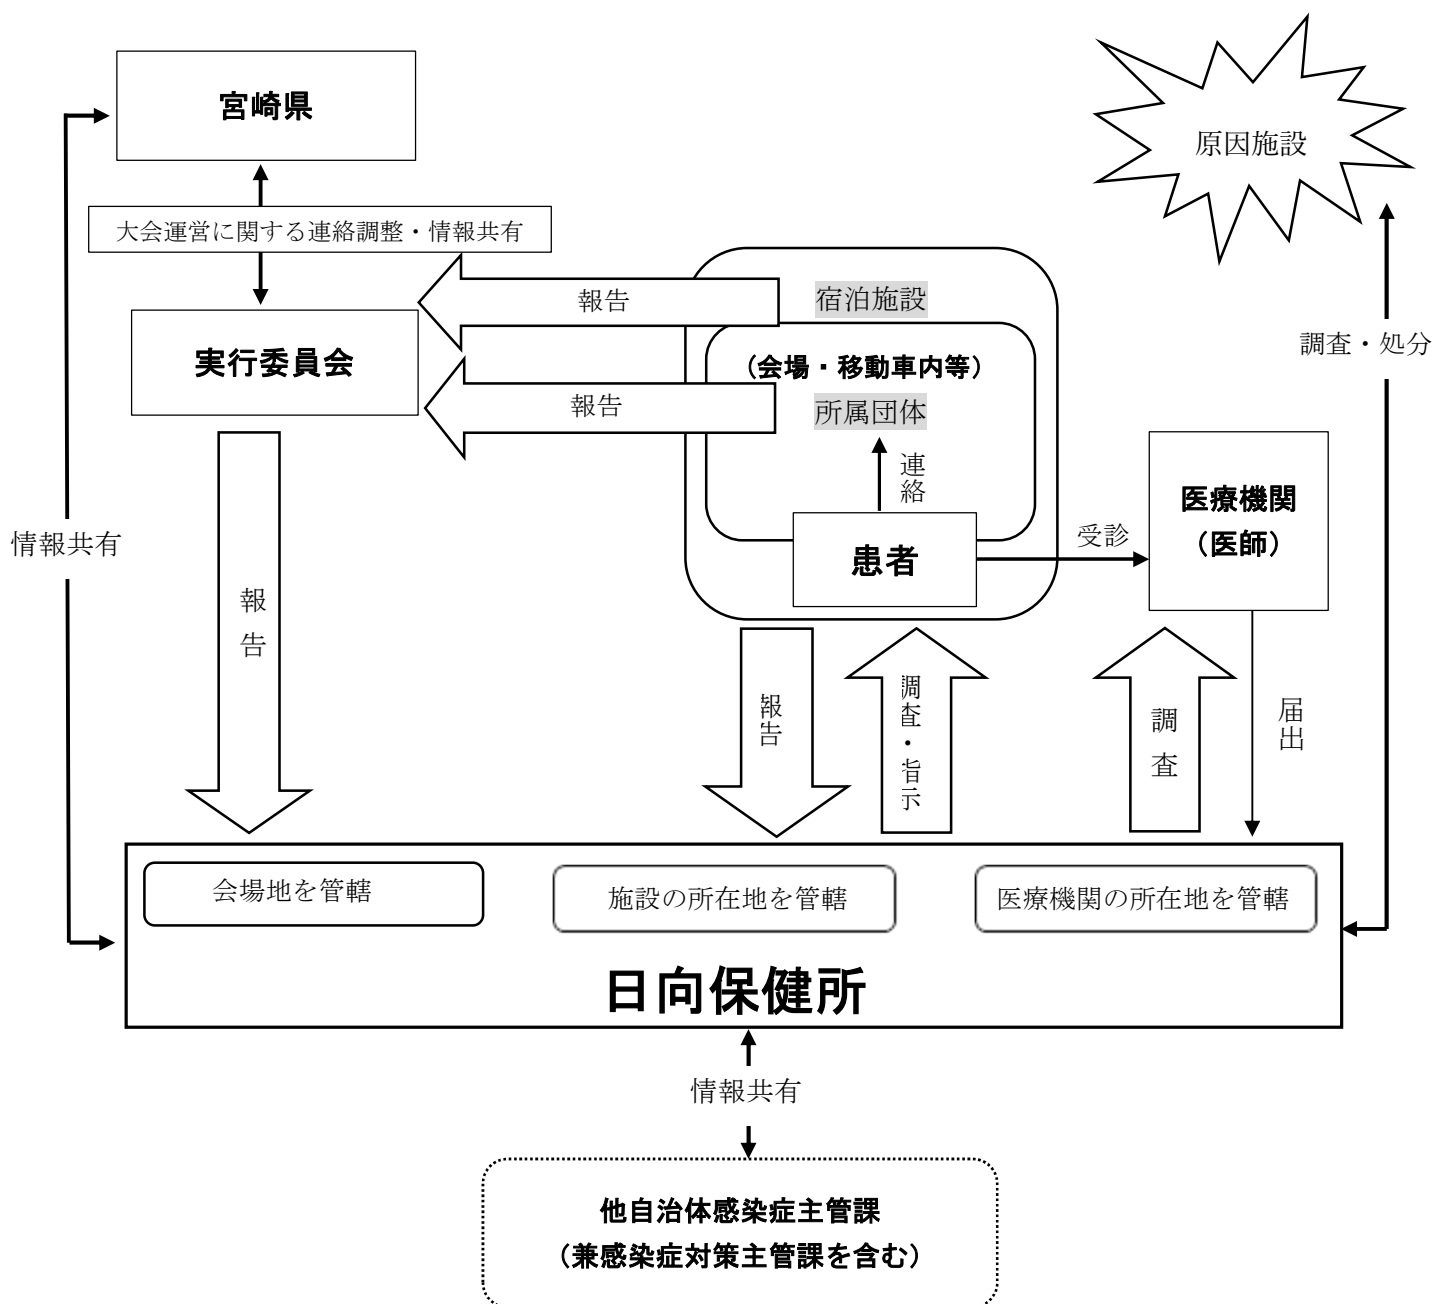 宮崎県
原因施設
大会運営に関する連絡調整・情報共有
報告
宿泊施設
調査・処分
実行委員会
(会場・移動車内等)
報告
所属団体
連絡
医療機関
(医師)
受診
患者
情報共有
報告
報告
調査・指示
調査
届出
会場地を管轄
施設の所在地を管轄
医療機関の所在地を管轄
日向保健所
情報共有
他自治体感染症主管課
(兼感染症対策主管課を含む)